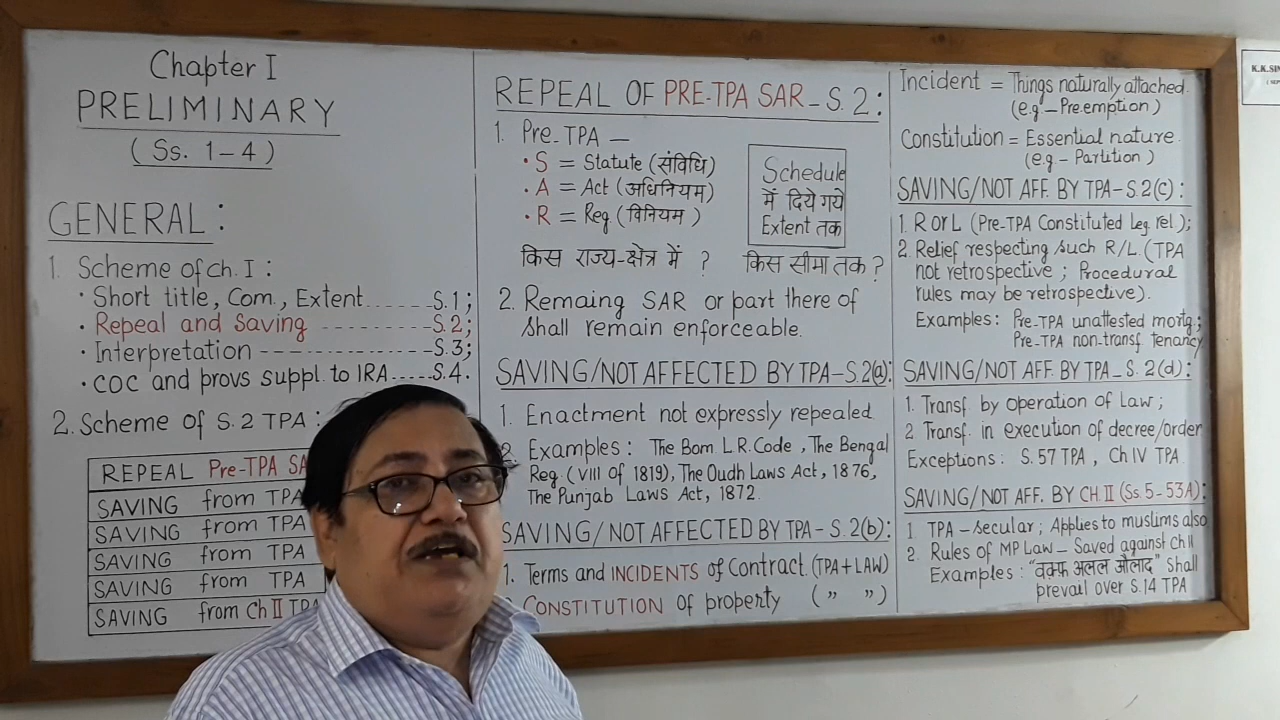 Chapter I
PRELIMINARY
(Ss. 1-4)
GENERAL:
1. Scheme of ch. I:
• Short title, Com., Extent......S.1;
• Repeal and Saving --------S.2;
• Interpretation ------------S.3;
• COC and provs suppl. to IRA.....S.4.
2. Scheme of S. 2 TPA:
REPEAL Pre-TPA SA
SAVING from TPA
SAVING from TPA
SAVING from TPA
SAVING from TPA
SAVING from Ch II TP
REPEAL OF PRE-TPA SAR - S. 2:
1. Pre-TPA —
• S = Statute (संविधि)
• A = Act (अधिनियम)
• R = Reg (विनियम)
Schedule
में दिये गये
Extent तक
किस राज्य-क्षेत्र में ? किस सीमा तक ?
2. Remaing SAR or part there of
shall remain enforceable.
SAVING/NOT AFFECTED BY TPA-S.2(a):
1. Enactment not expressly repealed
2. Examples: The Bom L.R. Code, The Bengal
Reg. (VIII of 1819), The Oudh Laws Act, 1876,
The Punjab Laws Act, 1872.
SAVING/NOT AFFECTED BY TPA- S. 2(b):
1. Terms and INCIDENTS of Contract. (TPA+LAW)
CONSTITUTION of property ( " " )
Incident = Things naturally attached.
(e.g-Pre.emption)
Constitution = Essential nature.
(e.g.- Partition)
SAVING/NOT AFF. BY TPA-S.2(c):
1. R or L (Pre-TPA Constituted Leg. rel.);
2. Relief respecting such R/L. (TPA
not retrospective; Procedural
rules may be retrospective).
Examples: Pre-TPA unattested mortg.;
Pre-TPA non-transf. tenancy
SAVING/NOT AFF. BY TPA_ S. 2(d):
1. Transf. by operation of Law;
2 Transf. in execution of decree/order
Exceptions: S. 57 TPA, Ch IV TPA.
SAVING/NOT AFF. BY CH II (Ss. 5-53A):
1. TPA - secular; Applies to muslims also
2. Rules of MP Law- Saved against Ch II
Examples: "वक्फ़ अलल औलाद" shall
prevail over S.14 TPA
K.K.SIN